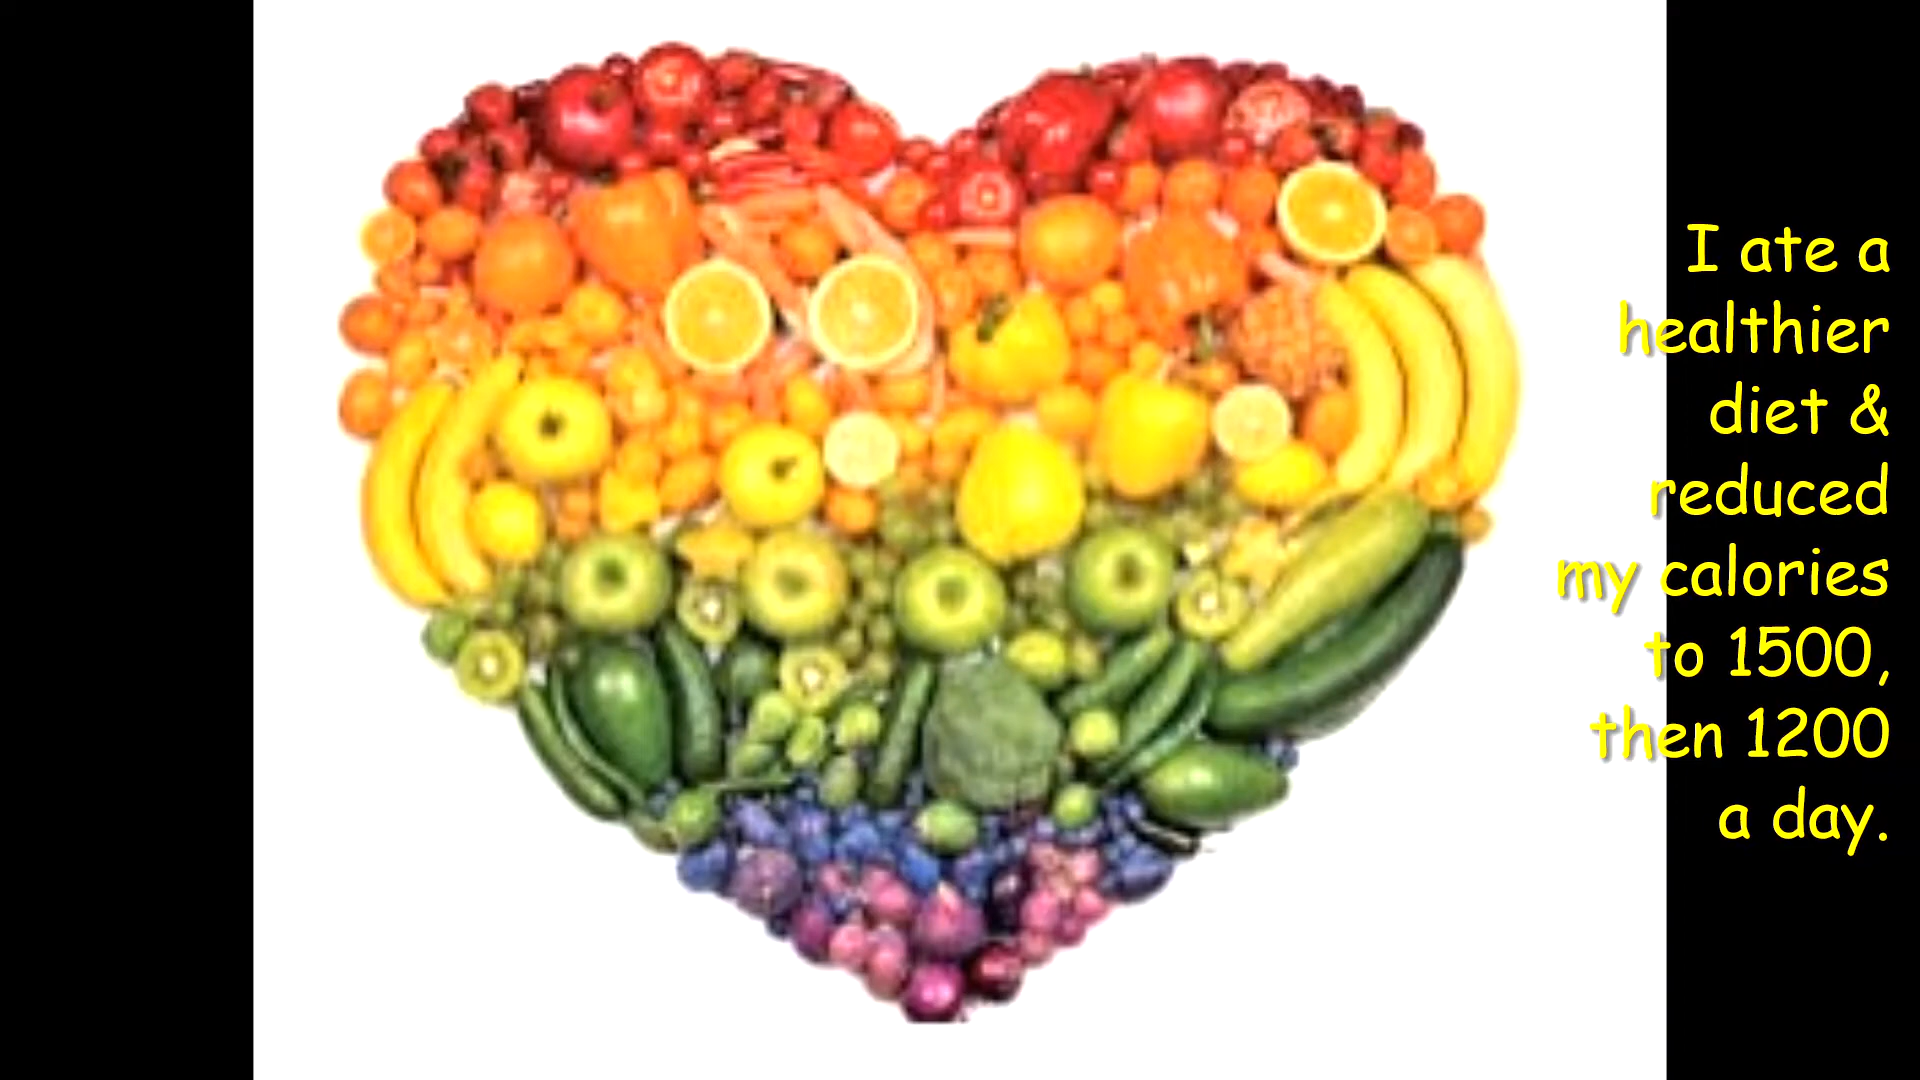 I ate a
healthier
diet &
reduced
my calories
to 1500,
then 1200
a day.